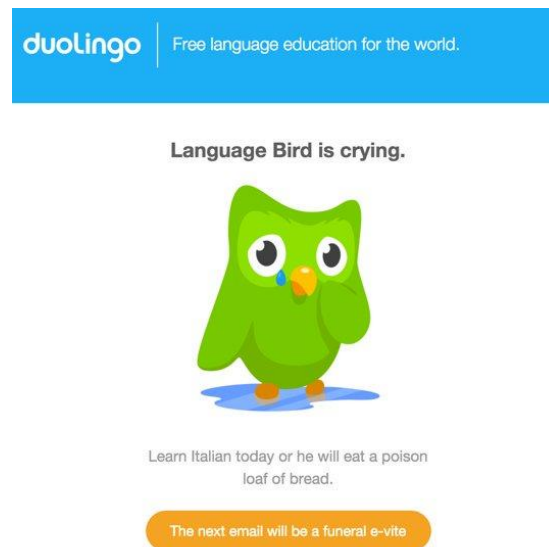 duolingo
Free language education for the world.
Language Bird is crying.
Learn Italian today or he will eat a poison
loaf of bread.
The next email will be a funeral e-vite